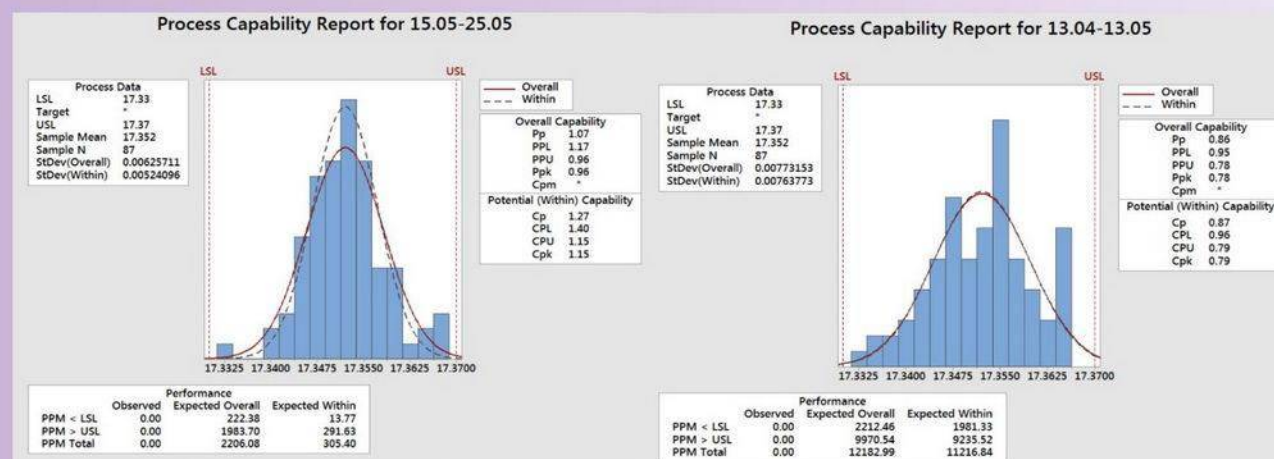 Process Capability Report for 15.05-25.05
LSL
USL
Process Data
LSL 17.33
Target *
USL 17.37
Sample Mean 17.352
Sample N 87
StDev(Overall) 0.00625711
StDev(Within) 0.00524096
Overall
Within
Overall Capability
Pp 1.07
PPL 1.17
PPU 0.96
Ppk 0.96
Cpm *
Potential (Within) Capability
Cp 1.27
CPL 1.40
CPU 1.15
Cpk 1.15
17.3325 17.3400 17.3475 17.3550 17.3625 17.3700
Performance
Observed Expected Overall Expected Within
PPM < LSL 0.00 222.38 13.77
PPM > USL 0.00 1983.70 291.63
PPM Total 0.00 2206.08 305.40
Process Capability Report for 13.04-13.05
LSL
USL
Process Data
LSL 17.33
Target *
USL 17.37
Sample Mean 17.352
Sample N 87
StDev(Overall) 0.00773153
StDev(Within) 0.00763773
Overall
Within
Overall Capability
Pp 0.86
PPL 0.95
PPU 0.78
Ppk 0.78
Cpm *
Potential (Within) Capability
Cp 0.87
CPL 0.96
CPU 0.79
Cpk 0.79
17.3325 17.3400 17.3475 17.3550 17.3625 17.3700
Performance
Observed Expected Overall Expected Within
PPM < LSL 0.00 2212.46 1981.33
PPM > USL 0.00 9970.54 9235.52
PPM Total 0.00 12182.99 11216.84